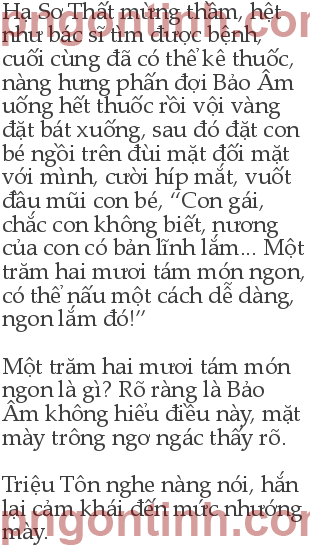 Hạ Sơ Thất mừng thầm, hệt
như bác sĩ tìm được bệnh,
cuối cùng đã có thể kê thuốc,
nàng hưng phấn đợi Bảo Âm
uống hết thuốc rồi vội vàng
đặt bát xuống, sau đó đặt con
bé ngồi trên đùi mặt đối mặt
với mình, cười híp mắt, vuốt
đầu mũi con bé, “Con gái,
chắc con không biết, nương
của con có bản lĩnh lắm... Một
trăm hai mươi tám món ngon,
có thể nấu một cách dễ dàng,
ngon lắm đó!”
Một trăm hai mươi tám món
ngon là gì? Rõ ràng là Bảo
Âm không hiểu điều này, mặt
mày trông ngơ ngác thấy rõ.
Triệu Tôn nghe nàng nói, hắn
lại cảm khái đến mức nhướng
mày.